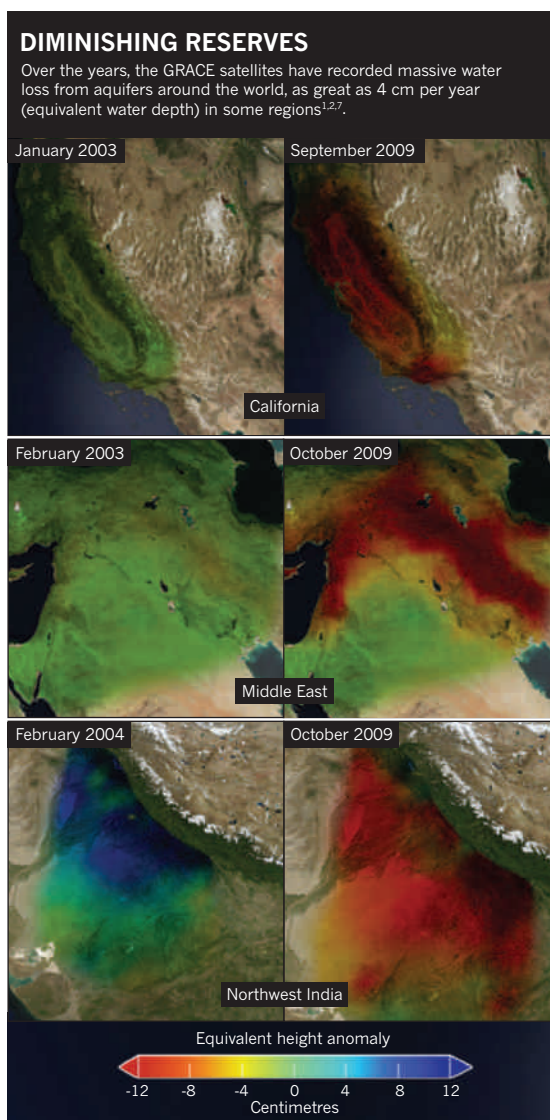 DIMINISHING RESERVES
Over the years, the GRACE satellites have recorded massive water
loss from aquifers around the world, as great as 4 cm per year
(equivalent water depth) in some regions1,2,7.
January 2003
September 2009
California
February 2003
October 2009
Middle East
February 2004
October 2009
Northwest India
Equivalent height anomaly
-12 -8 -4 0 4 8 12
Centimetres